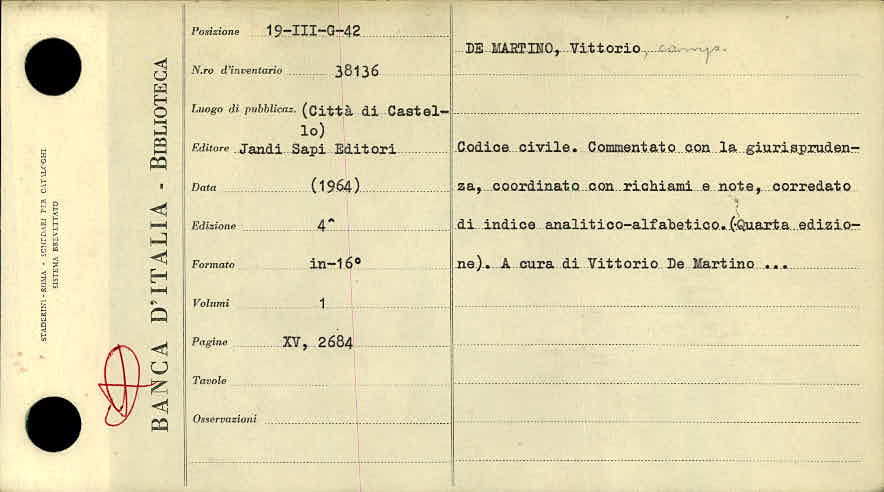 STADERINI - ROMA - SCHEDARI PER CATALOGHI
SISTEMA BREVETTATO
BANCA D'ITALIA - BIBLIOTECA
Posizione 19-III-G-42
N.ro d'inventario 38136
Luogo di pubblicaz. (Città di Castel-
lo)
Editore Jandi Sapi Editori
Data (1964)
Edizione 4^
Formato in-16°
Volumi 1
Pagine XV, 2684
Tavole
Osservazioni
DE MARTINO, Vittorio,
Codice civile. Commentato con la giurispruden-
za, coordinato con richiami e note, corredato
di indice analitico-alfabetico.(Quarta edizio-
ne). A cura di Vittorio De Martino ...